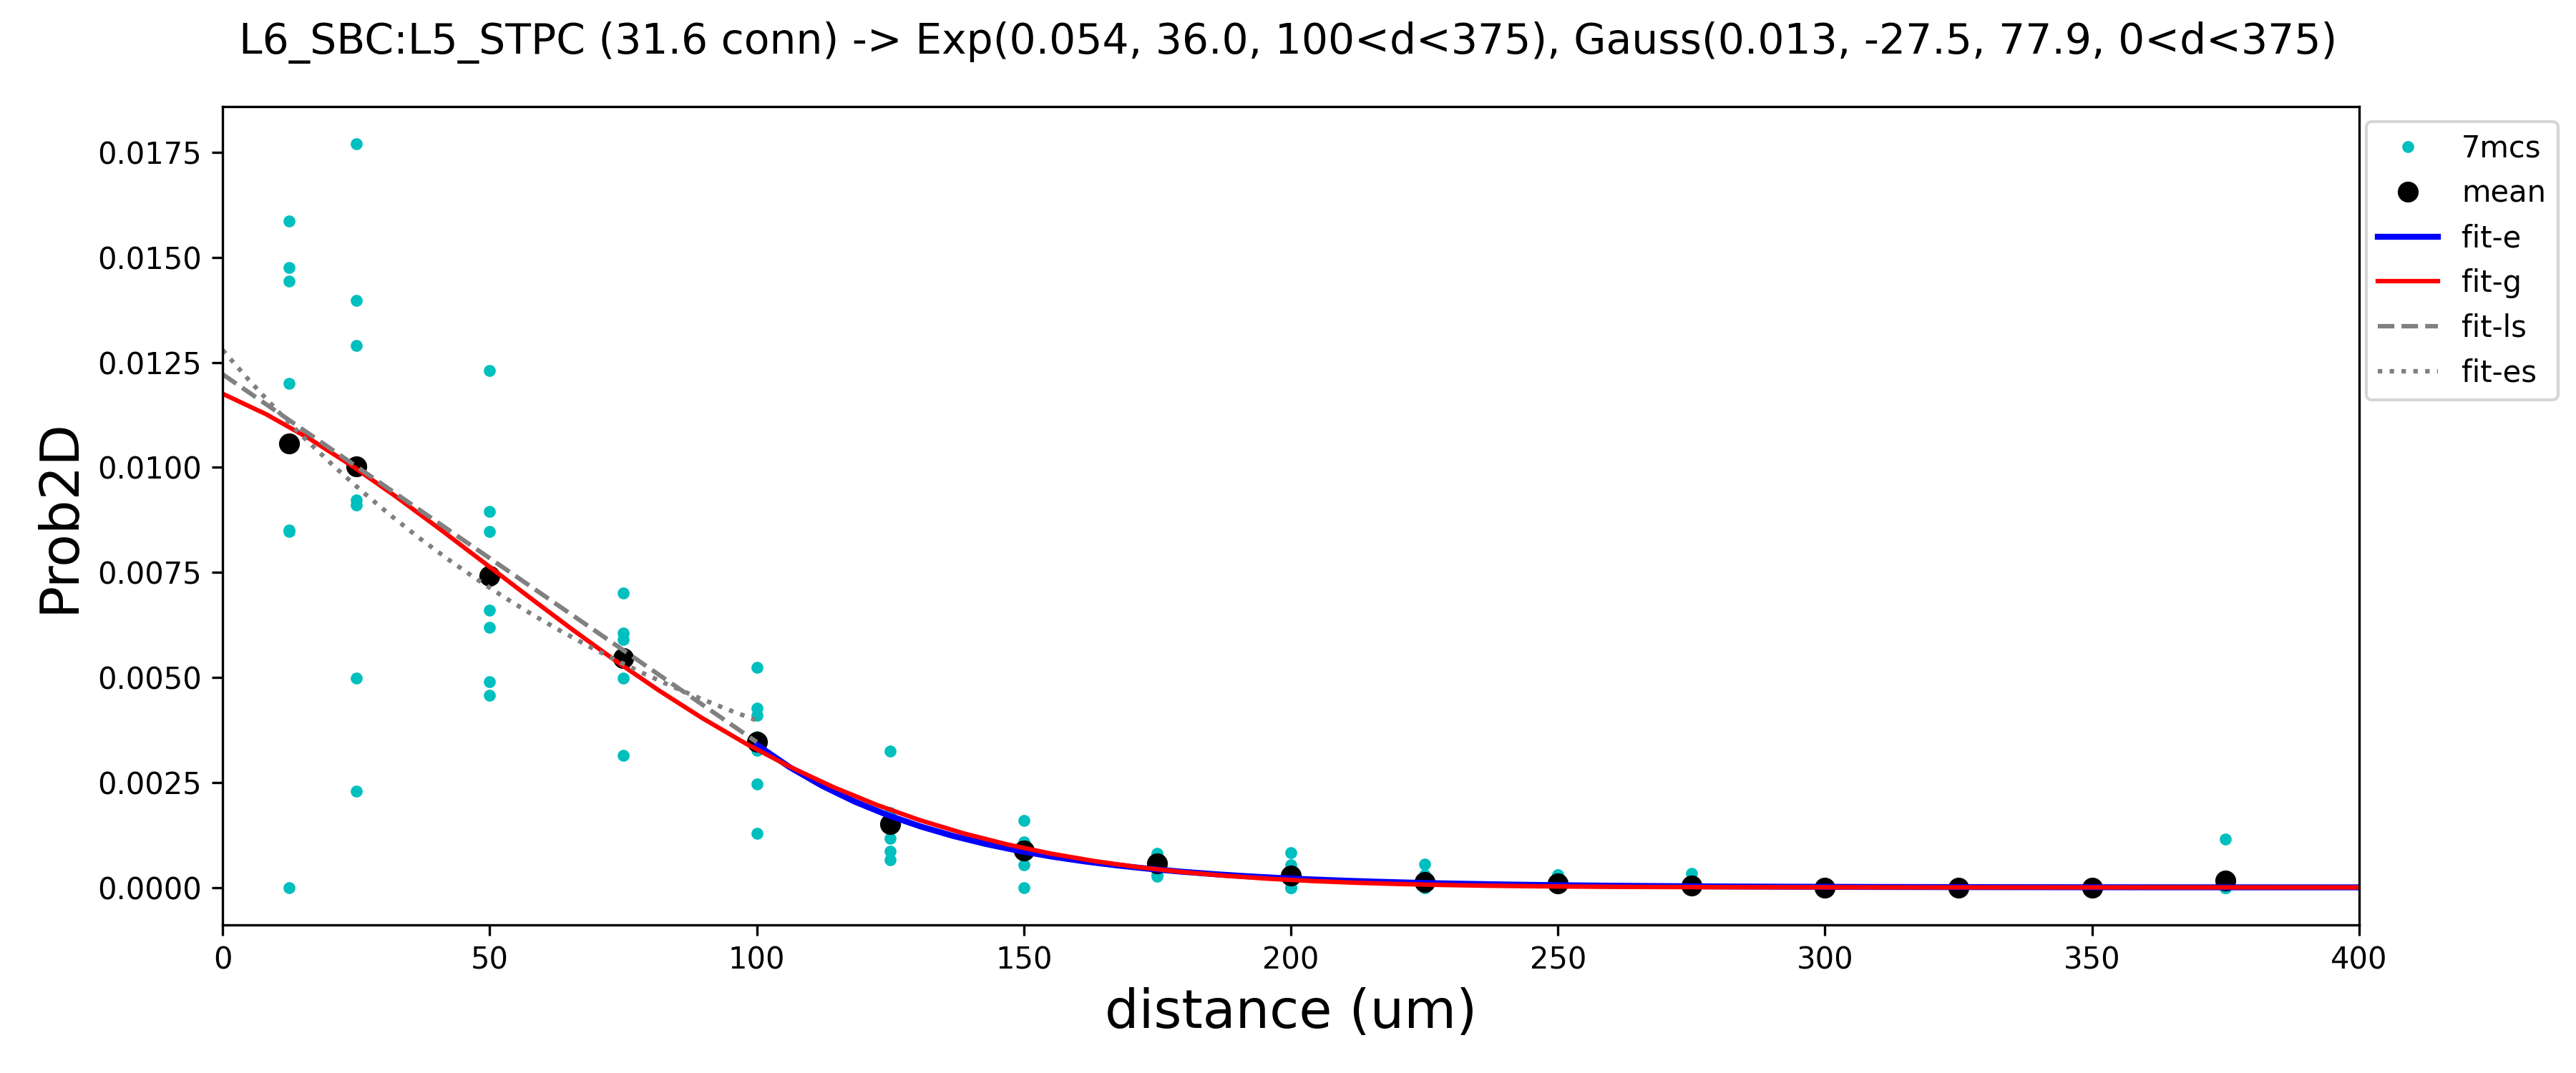 L6_SBC:L5_STPC (31.6 conn) -> Exp(0.054, 36.0, 100<d<375), Gauss(0.013, -27.5, 77.9, 0<d<375)
0.0175
0.0150
0.0125
0.0100
0.0075
0.0050
0.0025
0.0000
Prob2D
0 50 100 150 200 250 300 350 400
distance (um)
7mcs
mean
fit-e
fit-g
fit-ls
fit-es